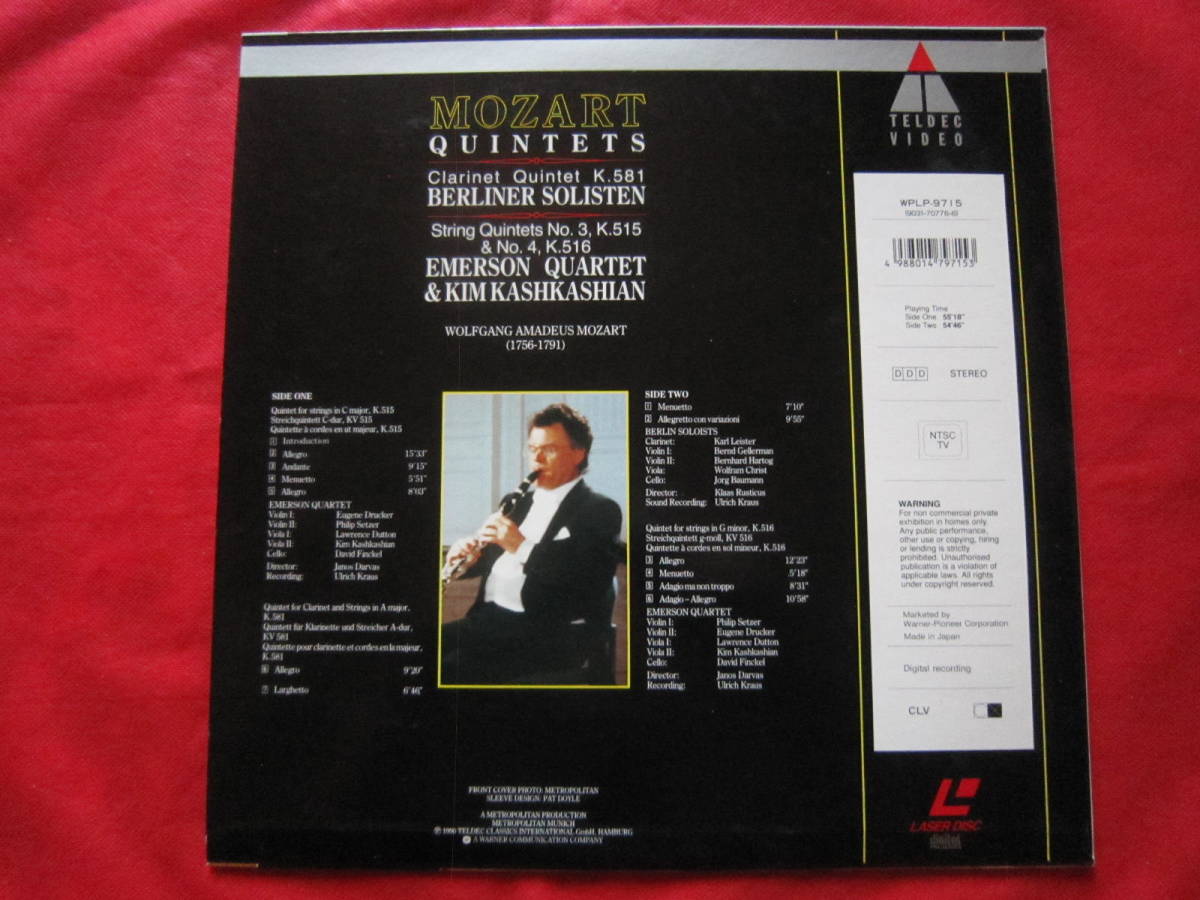 MOZART
QUINTETS
Clarinet Quintet K.581
BERLINER SOLISTEN
String Quintets No. 3, K.515
& No. 4, K.516
EMERSON QUARTET
& KIM KASHKASHIAN
WOLFGANG AMADEUS MOZART
(1756-1791)
SIDE ONE
Quintet for strings in C major, K.515
Streichquintett C-dur, KV 515
Quintette à cordes en ut majeur, K.515
1 Introduction
2 Allegro 15'33"
3 Andante 9'15"
4 Menuetto 5'51"
5 Allegro 8'03"
EMERSON QUARTET
Violin I: Eugene Drucker
Violin II: Philip Setzer
Viola I: Lawrence Dutton
Viola II: Kim Kashkashian
Cello: David Finckel
Director: Janos Darvas
Recording: Ulrich Kraus
Quintet for Clarinet and Strings in A major,
K.581
Quintett für Klarinette und Streicher A-dur,
KV 581
Quintette pour clarinette et cordes en la majeur,
K.581
6 Allegro 9'20"
7 Larghetto 6'46"
SIDE TWO
1 Menuetto 7'10"
2 Allegretto con variazioni 9'55"
BERLIN SOLOISTS
Clarinet: Karl Leister
Violin I: Bernd Gellerman
Violin II: Bernhard Hartog
Viola: Wolfram Christ
Cello: Jorg Baumann
Director: Klaas Rusticus
Sound Recording: Ulrich Kraus
Quintet for strings in G minor, K.516
Streichquintett g-moll, KV 516
Quintette à cordes en sol mineur, K.516
3 Allegro 12'23"
4 Menuetto 5'18"
5 Adagio ma non troppo 8'31"
6 Adagio – Allegro 10'58"
EMERSON QUARTET
Violin I: Philip Setzer
Violin II: Eugene Drucker
Viola I: Lawrence Dutton
Viola II: Kim Kashkashian
Cello: David Finckel
Director: Janos Darvas
Recording: Ulrich Kraus
FRONT COVER PHOTO: METROPOLITAN
SLEEVE DESIGN: PAT DOYLE
A METROPOLITAN PRODUCTION
METROPOLITAN MUNICH
℗ 1990 TELDEC CLASSICS INTERNATIONAL GmbH, HAMBURG
A WARNER COMMUNICATION COMPANY
TELDEC
VIDEO
WPLP-9715
(9031-70776-6)
4 988014 797153
Playing Time
Side One 55'18"
Side Two 54'46"
DDD STEREO
NTSC
TV
WARNING
For non commercial private
exhibition in homes only.
Any public performance,
other use or copying, hiring
or lending is strictly
prohibited. Unauthorised
publication is a violation of
applicable laws. All rights
under copyright reserved.
Marketed by
Warner-Pioneer Corporation
Made in Japan
Digital recording
CLV
LASER DISC